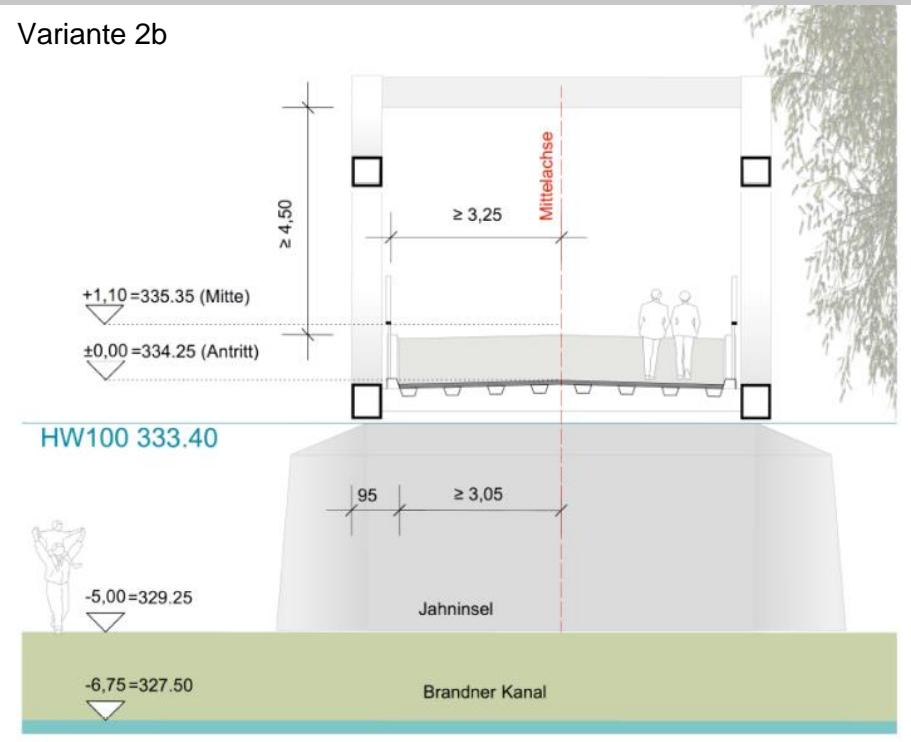 Variante 2b
Mittelachse
≥ 4,50
≥ 3,25
+1,10=335.35 (Mitte)
±0,00=334.25 (Antritt)
HW100 333.40
95
≥ 3,05
-5,00=329.25
Jahninsel
-6,75=327.50
Brandner Kanal